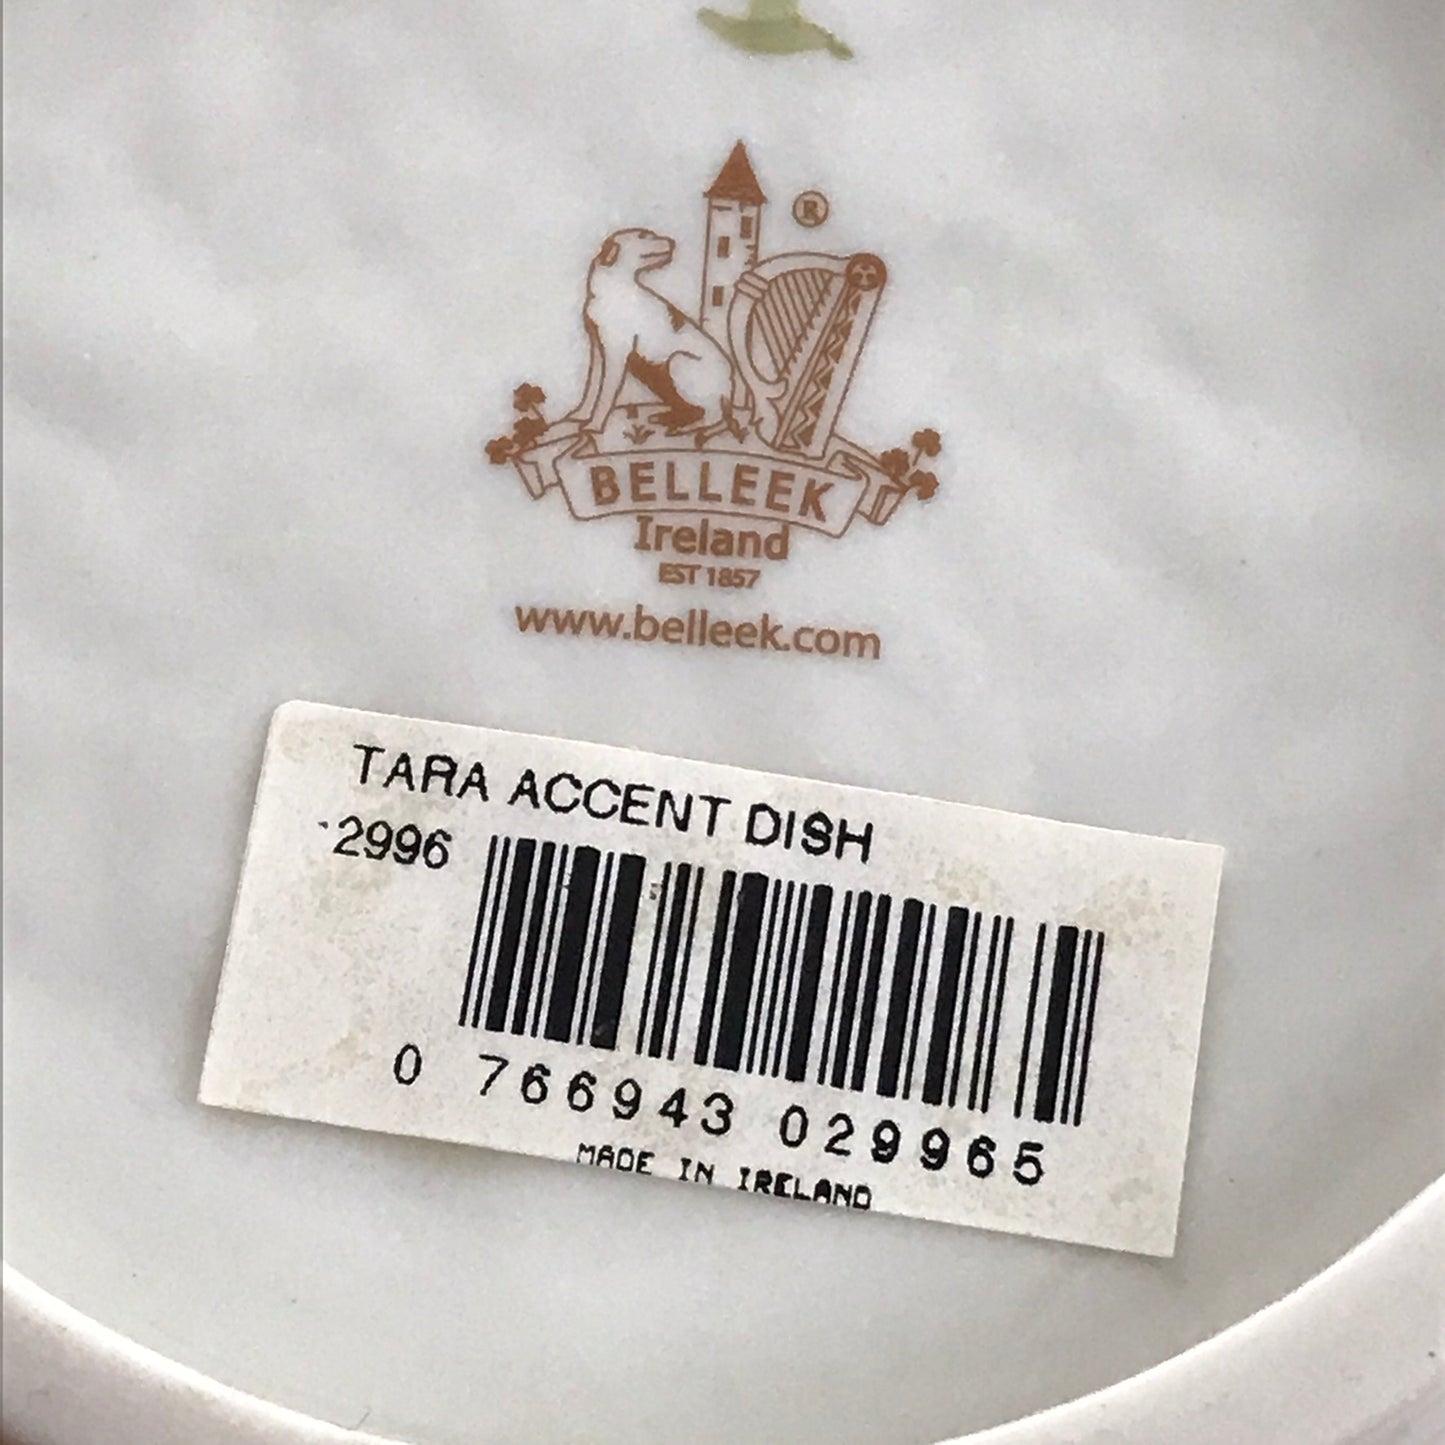 ®
BELLEEK
Ireland
EST 1857
www.belleek.com
TARA ACCENT DISH
2996
0 766943 029965
MADE IN IRELAND